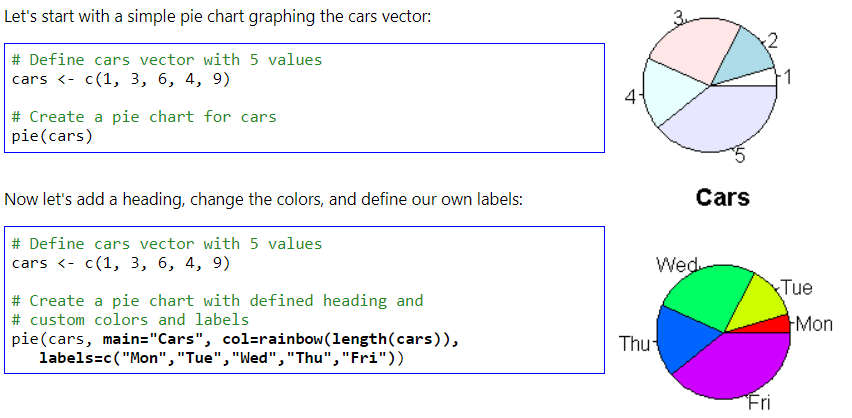 Let's start with a simple pie chart graphing the cars vector:
# Define cars vector with 5 values
cars <- c(1, 3, 6, 4, 9)
# Create a pie chart for cars
pie(cars)
3
2
1
4
5
Now let's add a heading, change the colors, and define our own labels:
# Define cars vector with 5 values
cars <- c(1, 3, 6, 4, 9)
# Create a pie chart with defined heading and
# custom colors and labels
pie(cars, main="Cars", col=rainbow(length(cars)),
labels=c("Mon","Tue","Wed","Thu","Fri"))
Cars
Wed
Tue
Mon
Thu
Fri